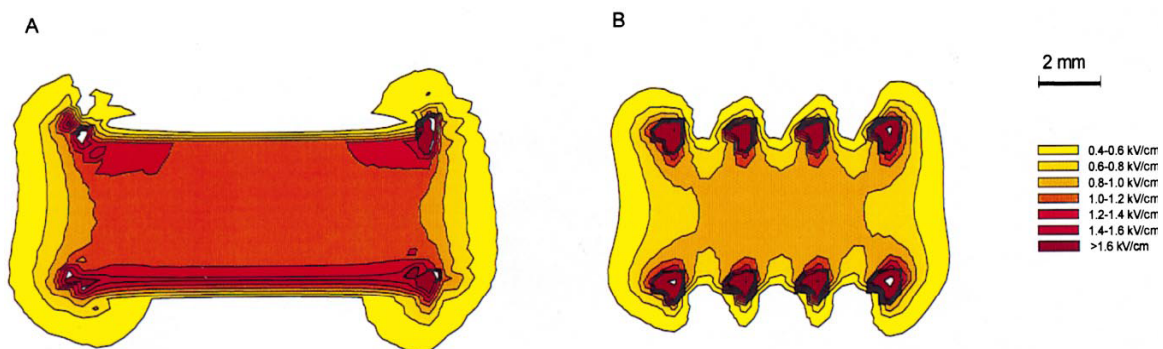 A
B
2 mm
0.4-0.6 kV/cm
0.6-0.8 kV/cm
0.8-1.0 kV/cm
1.0-1.2 kV/cm
1.2-1.4 kV/cm
1.4-1.6 kV/cm
>1.6 kV/cm